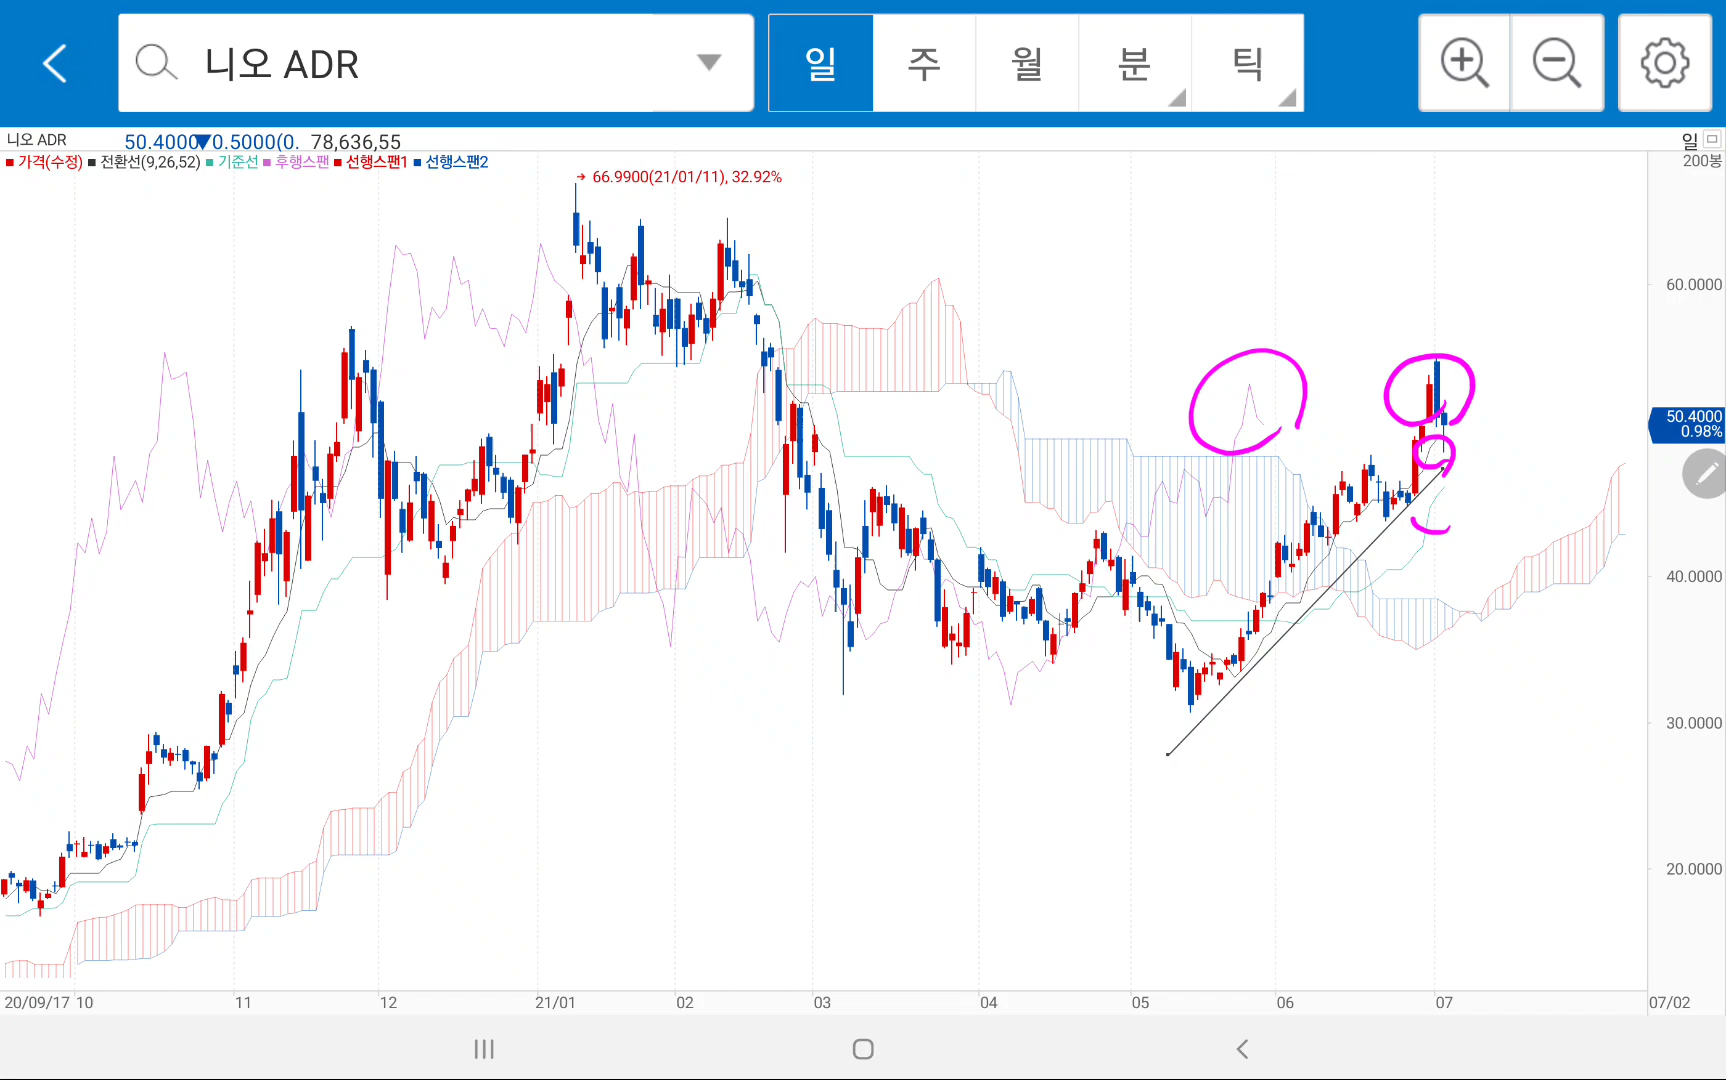 니오 ADR
일 주 월 분 틱
니오 ADR 50.4000▼0.5000(0. 78,636,55 일
가격(수정) 전환선(9,26,52) 기준선 후행스팬 선행스팬1 선행스팬2 200봉
→ 66.9900(21/01/11), 32.92%
60.0000
50.4000
0.98%
40.0000
30.0000
20.0000
20/09/17 10 11 12 21/01 02 03 04 05 06 07 07/02